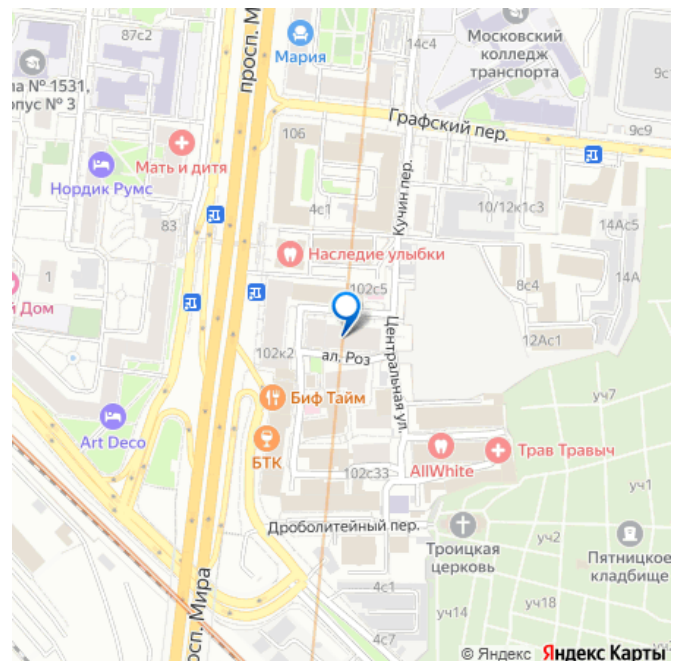 87с2
просп. М
Мария
14с4
Московский
колледж
транспорта
9с
ла № 1531,
рпус № 3
106
Графский пер.
9с9
Мать и дитя
Нордик Румс
4с1
Кучин пер.
10/12к1с3
14Ас5
83
Наследие улыбки
1
й Дом
102с5
8с4
14А
102к2
ал. Роз
Центральная ул.
12Ас1
Биф Тайм
уч7
Art Deco
БТК
AllWhite
Трав Травыч
102с33
уч1
Дроболитейный пер.
Троицкая
церковь
уч2
Пятницкое
кладбище
просп. Мира
4с1
уч14
уч18
4с7
© Яндекс Яндекс Карты